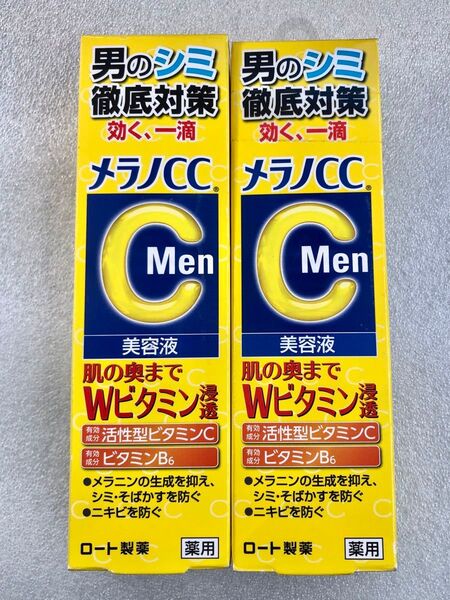 男のシミ
徹底対策
効く、一滴
メラノCC®
C Men
美容液
肌の奥まで
Wビタミン浸透
有効成分 活性型ビタミンC
有効成分 ビタミンB6
●メラニンの生成を抑え、
シミ・そばかすを防ぐ
●ニキビを防ぐ
ロート製薬 薬用
男のシミ
徹底対策
効く、一滴
メラノCC®
C Men
美容液
肌の奥まで
Wビタミン浸透
有効成分 活性型ビタミンC
有効成分 ビタミンB6
●メラニンの生成を抑え、
シミ・そばかすを防ぐ
●ニキビを防ぐ
ロート製薬 薬用